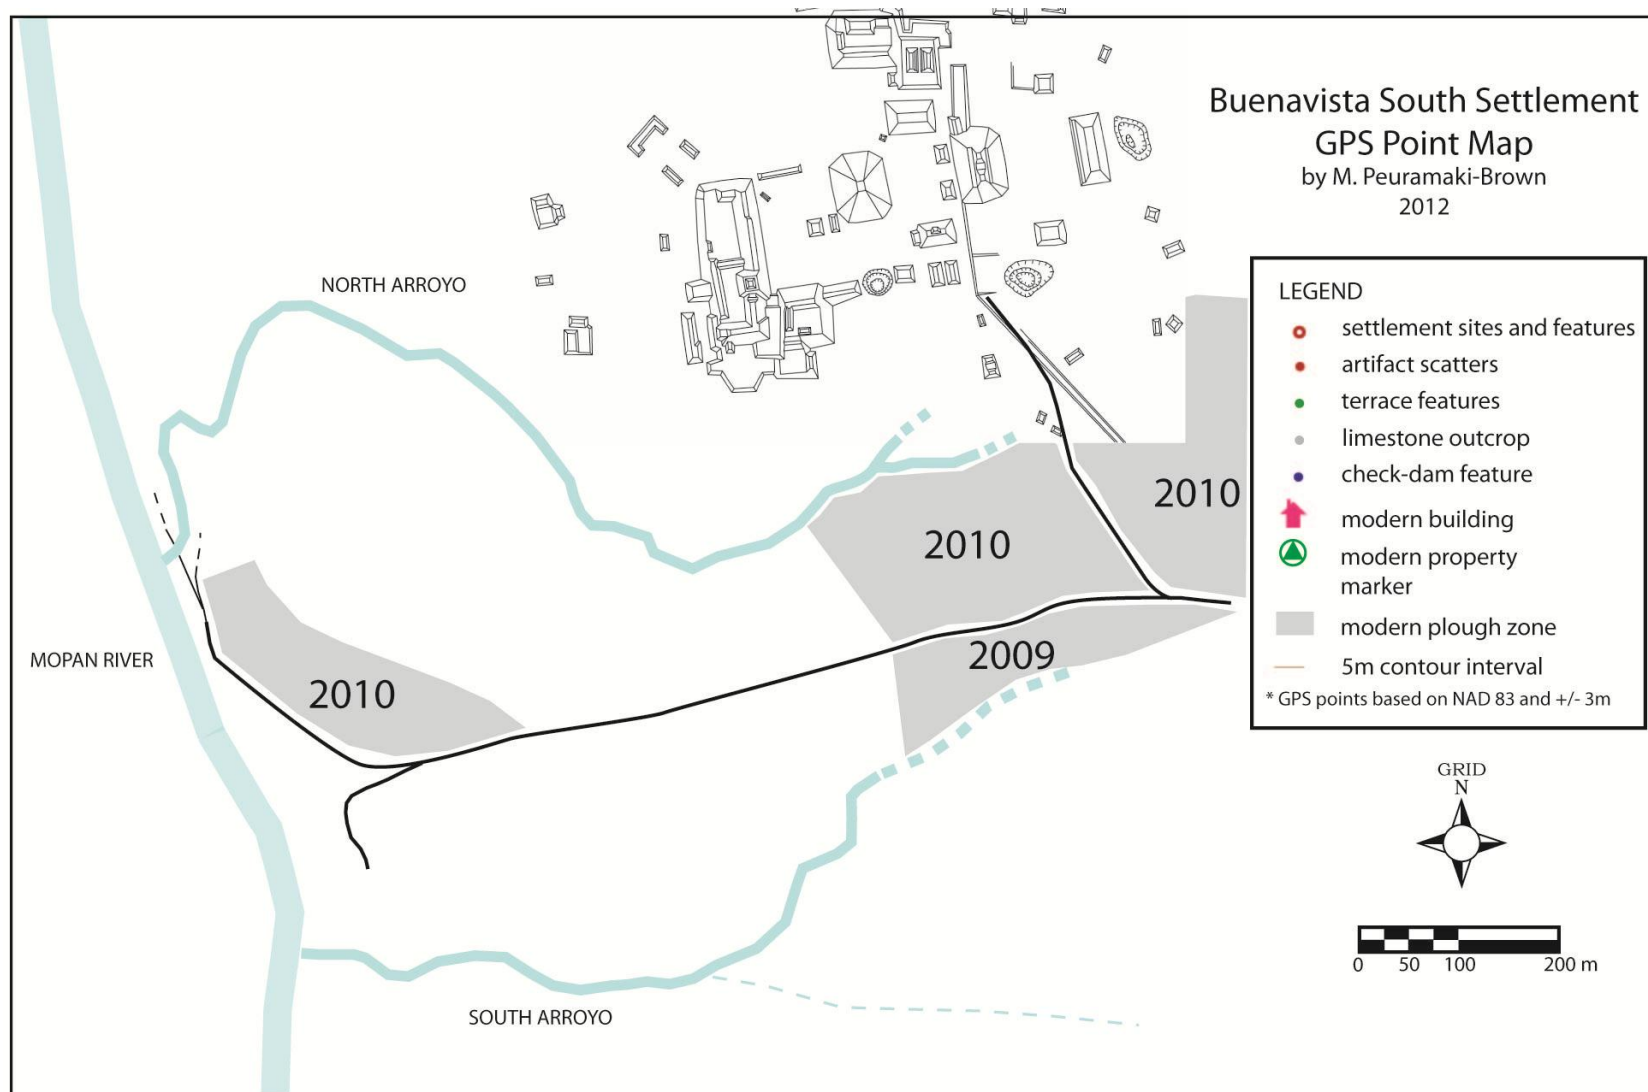 Buenavista South Settlement
GPS Point Map
by M. Peuramaki-Brown
2012
NORTH ARROYO
LEGEND
settlement sites and features
artifact scatters
terrace features
limestone outcrop
check-dam feature
modern building
modern property
marker
modern plough zone
5m contour interval
* GPS points based on NAD 83 and +/- 3m
2010
2010
2009
MOPAN RIVER
2010
GRID
N
0 50 100 200 m
SOUTH ARROYO